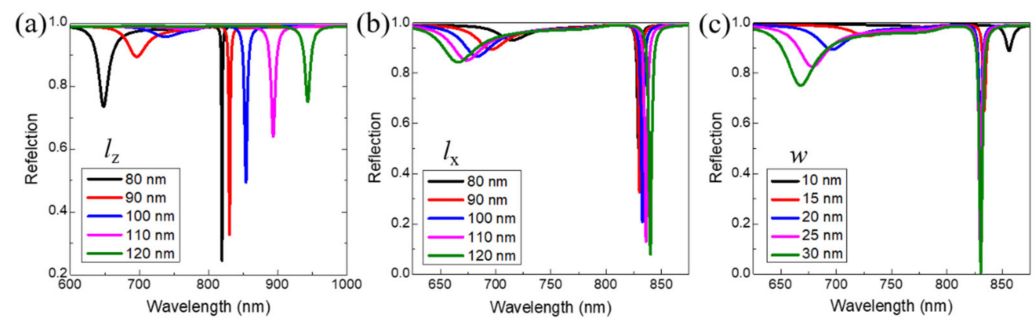 (a)
1.0
0.8
0.6
0.4
0.2
Refelction
lz
80 nm
90 nm
100 nm
110 nm
120 nm
600 700 800 900 1000
Wavelength (nm)
(b)
1.0
0.8
0.6
0.4
0.2
0.0
Reflection
lx
80 nm
90 nm
100 nm
110 nm
120 nm
650 700 750 800 850
Wavelength (nm)
(c)
1.0
0.8
0.6
0.4
0.2
0.0
Reflection
w
10 nm
15 nm
20 nm
25 nm
30 nm
650 700 750 800 850
Wavelength (nm)